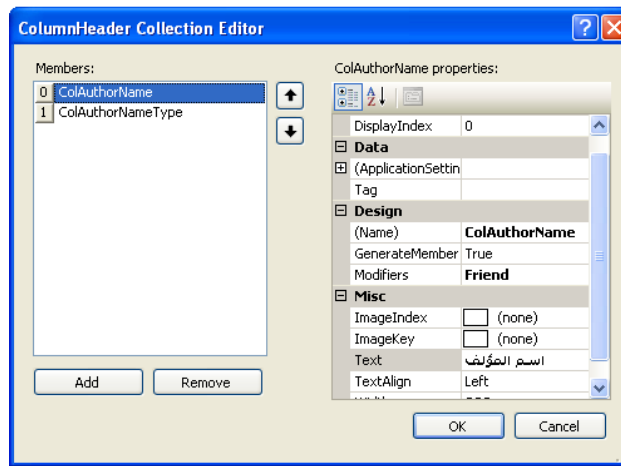 ColumnHeader Collection Editor
Members:
0 ColAuthorName
1 ColAuthorNameType
Add Remove
ColAuthorName properties:
DisplayIndex 0
Data
(ApplicationSettin
Tag
Design
(Name) ColAuthorName
GenerateMember True
Modifiers Friend
Misc
ImageIndex (none)
ImageKey (none)
Text اسم المؤلف
TextAlign Left
OK Cancel